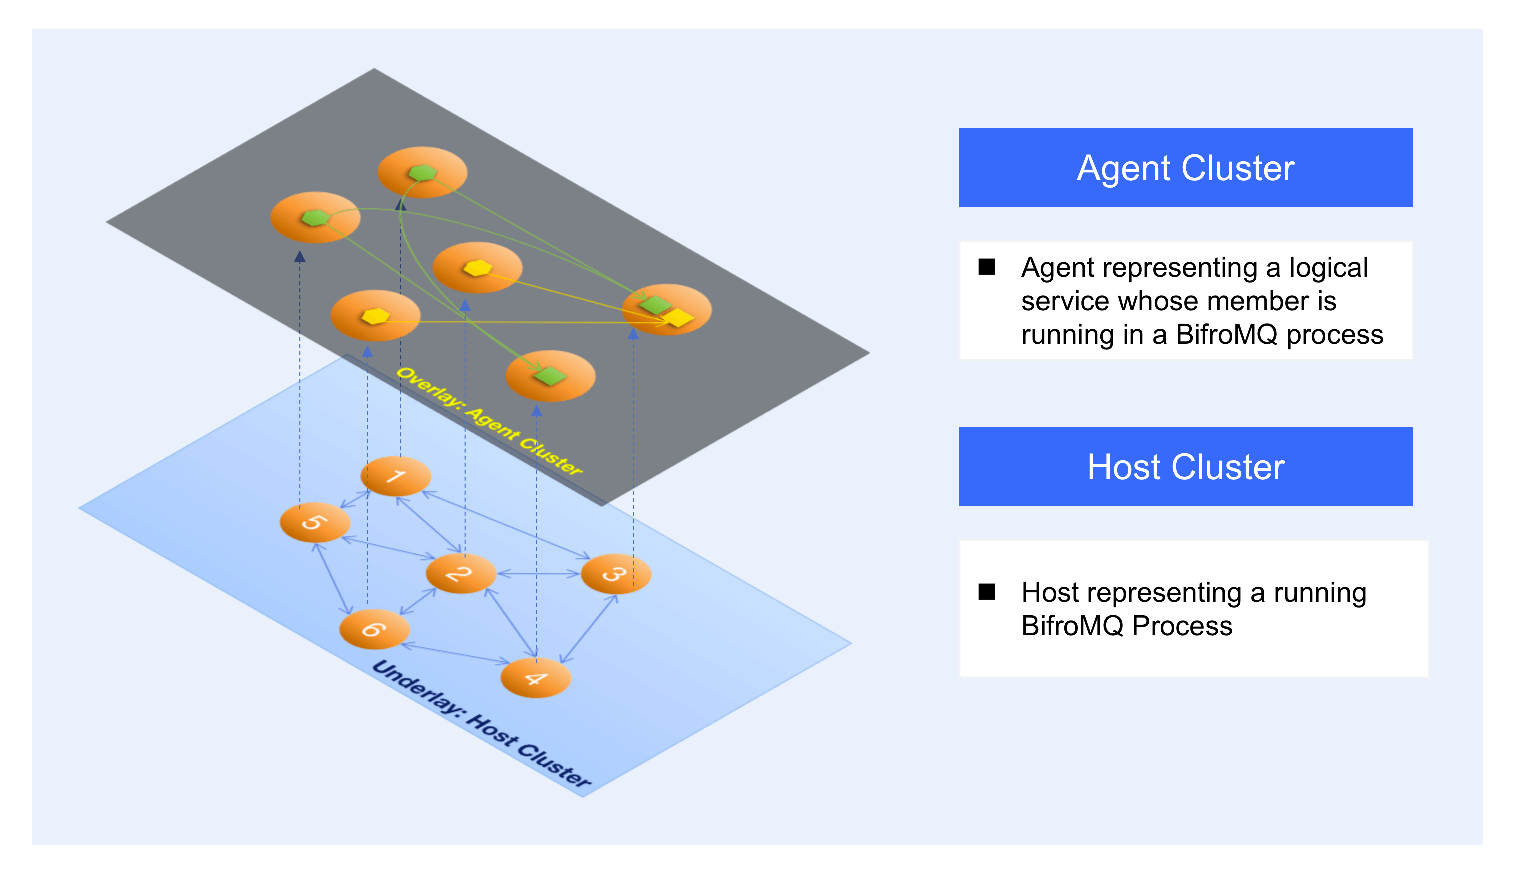 Agent Cluster
Agent representing a logical
service whose member is
running in a BifroMQ process
Overlay: Agent Cluster
Host Cluster
1
5
2
3
6
4
Host representing a running
BifroMQ Process
Underlay: Host Cluster